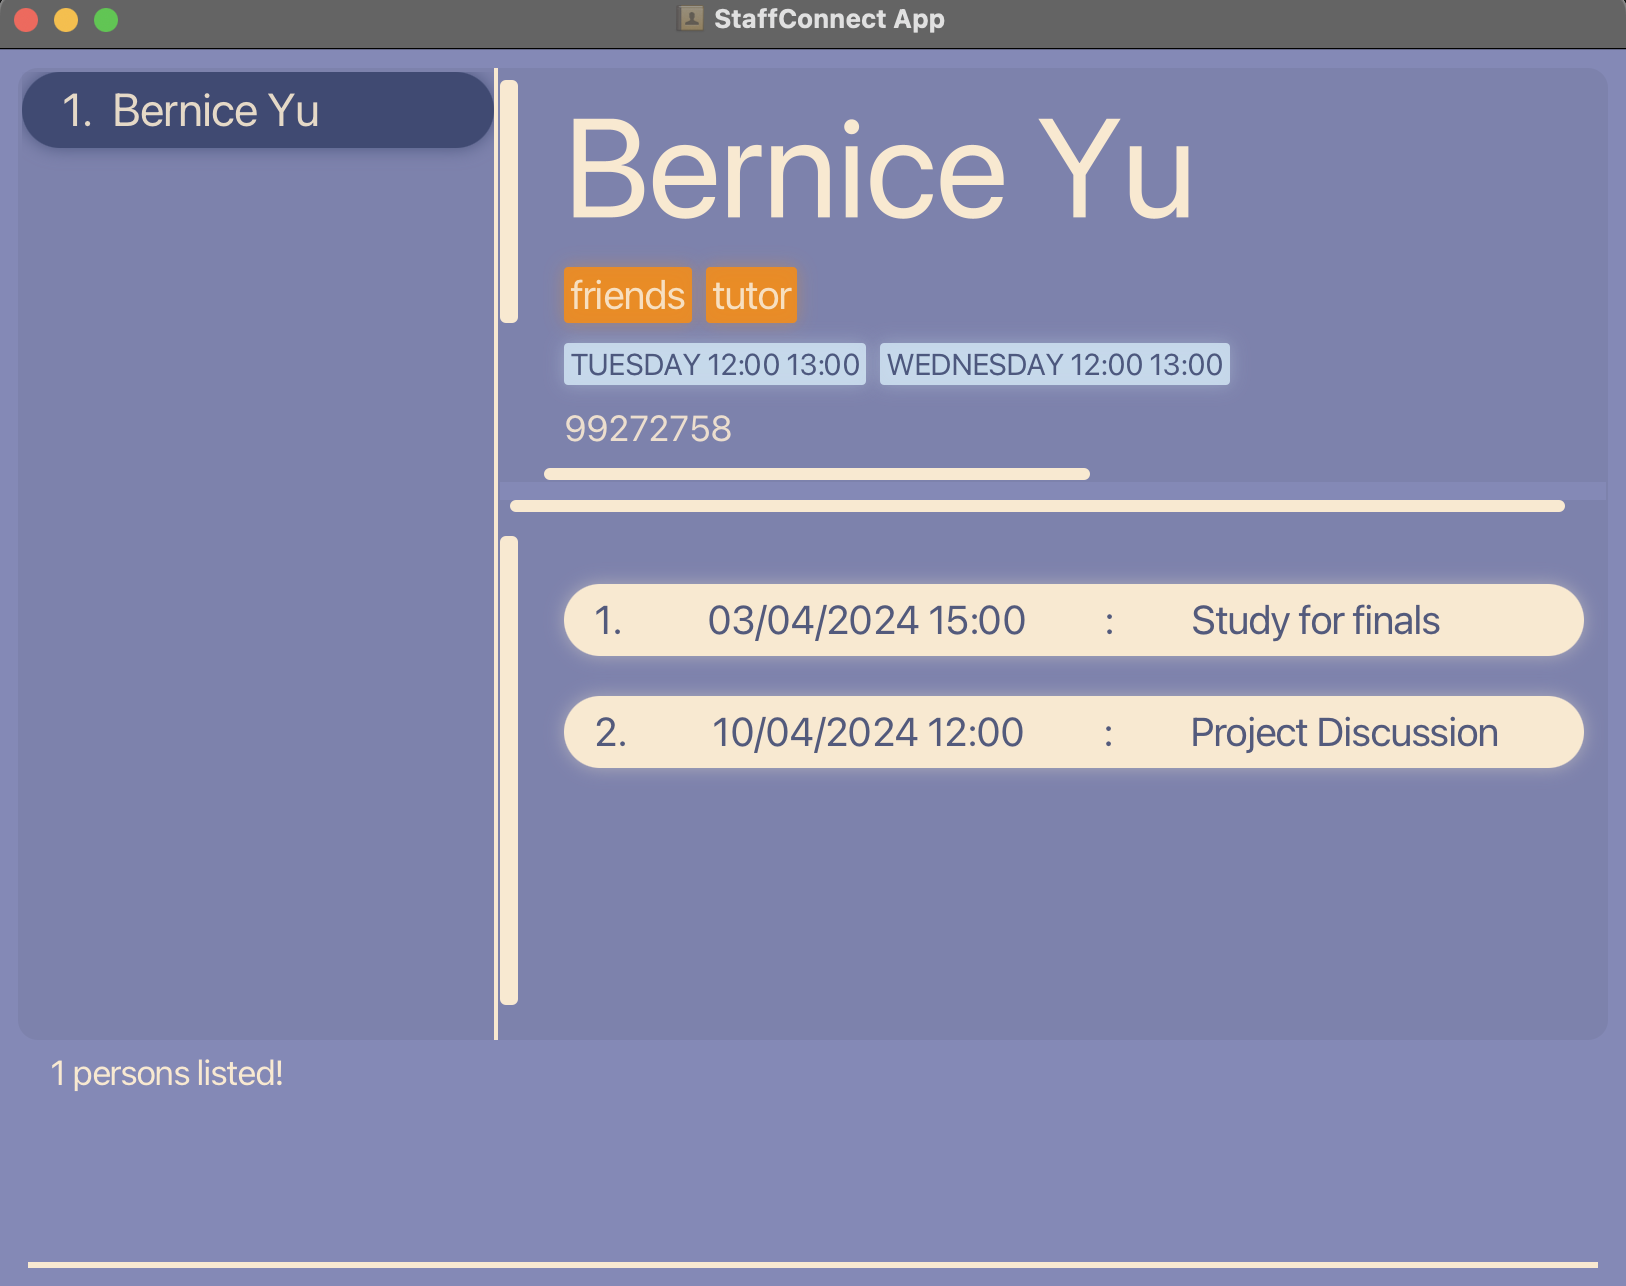 StaffConnect App
1. Bernice Yu
Bernice Yu
friends tutor
TUESDAY 12:00 13:00 WEDNESDAY 12:00 13:00
99272758
1. 03/04/2024 15:00 : Study for finals
2. 10/04/2024 12:00 : Project Discussion
1 persons listed!